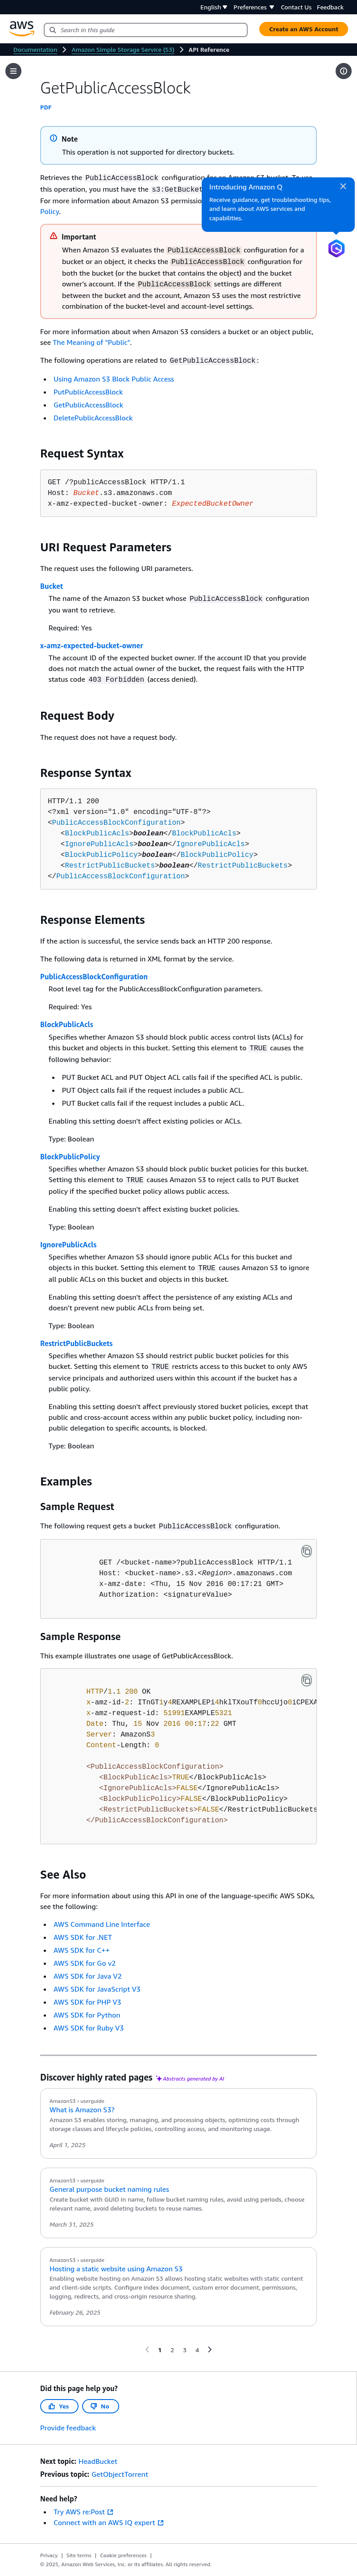 English
Preferences
Contact Us
Feedback
aws
Search in this guide
Create an AWS Account
Documentation
Amazon Simple Storage Service (S3)
API Reference
GetPublicAccessBlock
PDF
Note
This operation is not supported for directory buckets.
Retrieves the PublicAccessBlock configuration for an Amazon S3 bucket. To use
this operation, you must have the s3:GetBucket
For more information about Amazon S3 permiss
Policy.
Introducing Amazon Q
Receive guidance, get troubleshooting tips,
and learn about AWS services and
capabilities.
Important
When Amazon S3 evaluates the PublicAccessBlock configuration for a
bucket or an object, it checks the PublicAccessBlock configuration for
both the bucket (or the bucket that contains the object) and the bucket
owner's account. If the PublicAccessBlock settings are different
between the bucket and the account, Amazon S3 uses the most restrictive
combination of the bucket-level and account-level settings.
For more information about when Amazon S3 considers a bucket or an object public,
see The Meaning of "Public".
The following operations are related to GetPublicAccessBlock:
Using Amazon S3 Block Public Access
PutPublicAccessBlock
GetPublicAccessBlock
DeletePublicAccessBlock
Request Syntax
GET /?publicAccessBlock HTTP/1.1
Host: Bucket.s3.amazonaws.com
x-amz-expected-bucket-owner: ExpectedBucketOwner
URI Request Parameters
The request uses the following URI parameters.
Bucket
The name of the Amazon S3 bucket whose PublicAccessBlock configuration
you want to retrieve.
Required: Yes
x-amz-expected-bucket-owner
The account ID of the expected bucket owner. If the account ID that you provide
does not match the actual owner of the bucket, the request fails with the HTTP
status code 403 Forbidden (access denied).
Request Body
The request does not have a request body.
Response Syntax
HTTP/1.1 200
<?xml version="1.0" encoding="UTF-8"?>
<PublicAccessBlockConfiguration>
<BlockPublicAcls>boolean</BlockPublicAcls>
<IgnorePublicAcls>boolean</IgnorePublicAcls>
<BlockPublicPolicy>boolean</BlockPublicPolicy>
<RestrictPublicBuckets>boolean</RestrictPublicBuckets>
</PublicAccessBlockConfiguration>
Response Elements
If the action is successful, the service sends back an HTTP 200 response.
The following data is returned in XML format by the service.
PublicAccessBlockConfiguration
Root level tag for the PublicAccessBlockConfiguration parameters.
Required: Yes
BlockPublicAcls
Specifies whether Amazon S3 should block public access control lists (ACLs) for
this bucket and objects in this bucket. Setting this element to TRUE causes the
following behavior:
PUT Bucket ACL and PUT Object ACL calls fail if the specified ACL is public.
PUT Object calls fail if the request includes a public ACL.
PUT Bucket calls fail if the request includes a public ACL.
Enabling this setting doesn't affect existing policies or ACLs.
Type: Boolean
BlockPublicPolicy
Specifies whether Amazon S3 should block public bucket policies for this bucket.
Setting this element to TRUE causes Amazon S3 to reject calls to PUT Bucket
policy if the specified bucket policy allows public access.
Enabling this setting doesn't affect existing bucket policies.
Type: Boolean
IgnorePublicAcls
Specifies whether Amazon S3 should ignore public ACLs for this bucket and
objects in this bucket. Setting this element to TRUE causes Amazon S3 to ignore
all public ACLs on this bucket and objects in this bucket.
Enabling this setting doesn't affect the persistence of any existing ACLs and
doesn't prevent new public ACLs from being set.
Type: Boolean
RestrictPublicBuckets
Specifies whether Amazon S3 should restrict public bucket policies for this
bucket. Setting this element to TRUE restricts access to this bucket to only AWS
service principals and authorized users within this account if the bucket has a
public policy.
Enabling this setting doesn't affect previously stored bucket policies, except that
public and cross-account access within any public bucket policy, including non-
public delegation to specific accounts, is blocked.
Type: Boolean
Examples
Sample Request
The following request gets a bucket PublicAccessBlock configuration.
GET /<bucket-name>?publicAccessBlock HTTP/1.1
Host: <bucket-name>.s3.<Region>.amazonaws.com
x-amz-date: <Thu, 15 Nov 2016 00:17:21 GMT>
Authorization: <signatureValue>
Sample Response
This example illustrates one usage of GetPublicAccessBlock.
HTTP/1.1 200 OK
x-amz-id-2: ITnGT1y4REXAMPLEPi4hklTXouTf0hccUjo0iCPEXA
x-amz-request-id: 51991EXAMPLE5321
Date: Thu, 15 Nov 2016 00:17:22 GMT
Server: AmazonS3
Content-Length: 0
<PublicAccessBlockConfiguration>
<BlockPublicAcls>TRUE</BlockPublicAcls>
<IgnorePublicAcls>FALSE</IgnorePublicAcls>
<BlockPublicPolicy>FALSE</BlockPublicPolicy>
<RestrictPublicBuckets>FALSE</RestrictPublicBuckets
</PublicAccessBlockConfiguration>
See Also
For more information about using this API in one of the language-specific AWS SDKs,
see the following:
AWS Command Line Interface
AWS SDK for .NET
AWS SDK for C++
AWS SDK for Go v2
AWS SDK for Java V2
AWS SDK for JavaScript V3
AWS SDK for PHP V3
AWS SDK for Python
AWS SDK for Ruby V3
Discover highly rated pages Abstracts generated by AI
AmazonS3 › userguide
What is Amazon S3?
Amazon S3 enables storing, managing, and processing objects, optimizing costs through
storage classes and lifecycle policies, controlling access, and monitoring usage.
April 1, 2025
AmazonS3 › userguide
General purpose bucket naming rules
Create bucket with GUID in name, follow bucket naming rules, avoid using periods, choose
relevant name, avoid deleting buckets to reuse names.
March 31, 2025
AmazonS3 › userguide
Hosting a static website using Amazon S3
Enabling website hosting on Amazon S3 allows hosting static websites with static content
and client-side scripts. Configure index document, custom error document, permissions,
logging, redirects, and cross-origin resource sharing.
February 26, 2025
1 2 3 4
Did this page help you?
Yes
No
Provide feedback
Next topic: HeadBucket
Previous topic: GetObjectTorrent
Need help?
Try AWS re:Post
Connect with an AWS IQ expert
Privacy | Site terms | Cookie preferences |
© 2025, Amazon Web Services, Inc. or its affiliates. All rights reserved.